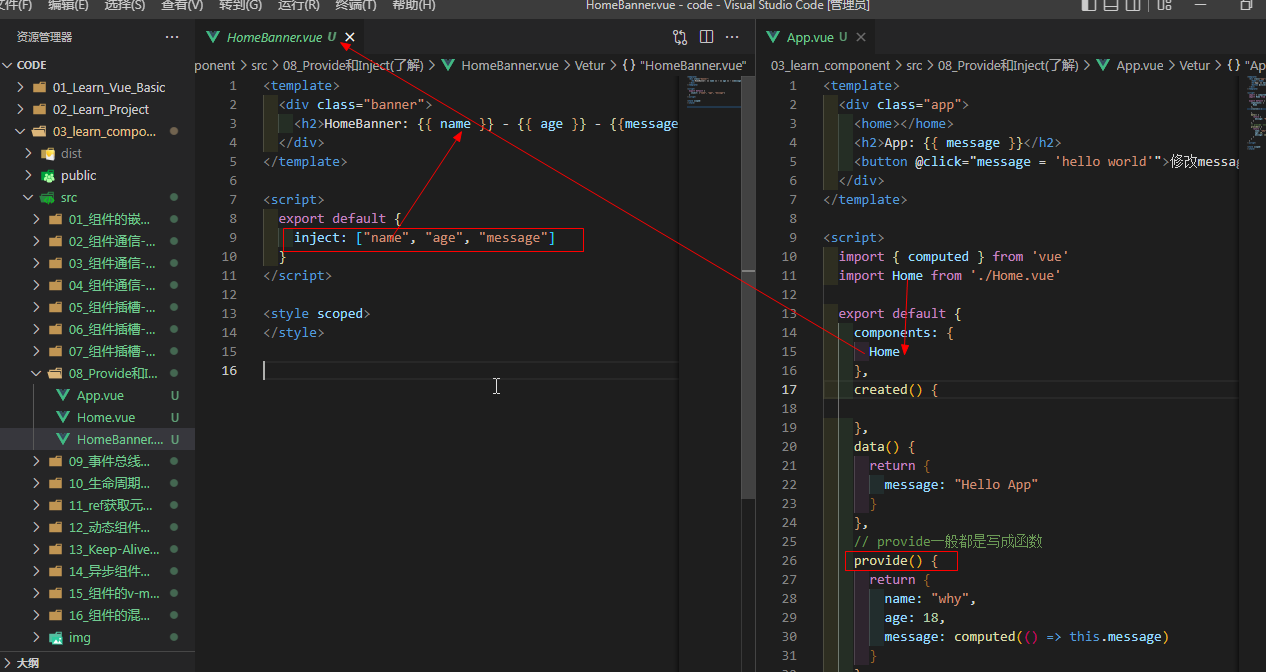 文件(F) 编辑(E) 选择(S) 查看(V) 转到(G) 运行(R) 终端(T) 帮助(H) HomeBanner.vue - code - Visual Studio Code [管理员]
资源管理器 ···
CODE
01_Learn_Vue_Basic
02_Learn_Project
03_learn_compo...
dist
public
src
01_组件的嵌...
02_组件通信-...
03_组件通信-...
04_组件通信-...
05_组件插槽-...
06_组件插槽-...
07_组件插槽-...
08_Provide和I...
App.vue U
Home.vue U
HomeBanner.... U
09_事件总线...
10_生命周期...
11_ref获取元...
12_动态组件...
13_Keep-Alive...
14_异步组件...
15_组件的v-m...
16_组件的混...
img
大纲
HomeBanner.vue U
ponent > src > 08_Provide和Inject(了解) > HomeBanner.vue > Vetur > {} "HomeBanner.vue"
1 <template>
2 <div class="banner">
3 <h2>HomeBanner: {{ name }} - {{ age }} - {{message
4 </div>
5 </template>
6
7 <script>
8 export default {
9 inject: ["name", "age", "message"]
10 }
11 </script>
12
13 <style scoped>
14 </style>
15
16
App.vue U
03_learn_component > src > 08_Provide和Inject(了解) > App.vue > Vetur > {} "Ap
1 <template>
2 <div class="app">
3 <home></home>
4 <h2>App: {{ message }}</h2>
5 <button @click="message = 'hello world'">修改messag
6 </div>
7 </template>
8
9 <script>
10 import { computed } from 'vue'
11 import Home from './Home.vue'
12
13 export default {
14 components: {
15 Home
16 },
17 created() {
18
19 },
20 data() {
21 return {
22 message: "Hello App"
23 }
24 },
25 // provide一般都是写成函数
26 provide() {
27 return {
28 name: "why",
29 age: 18,
30 message: computed(() => this.message)
31 }